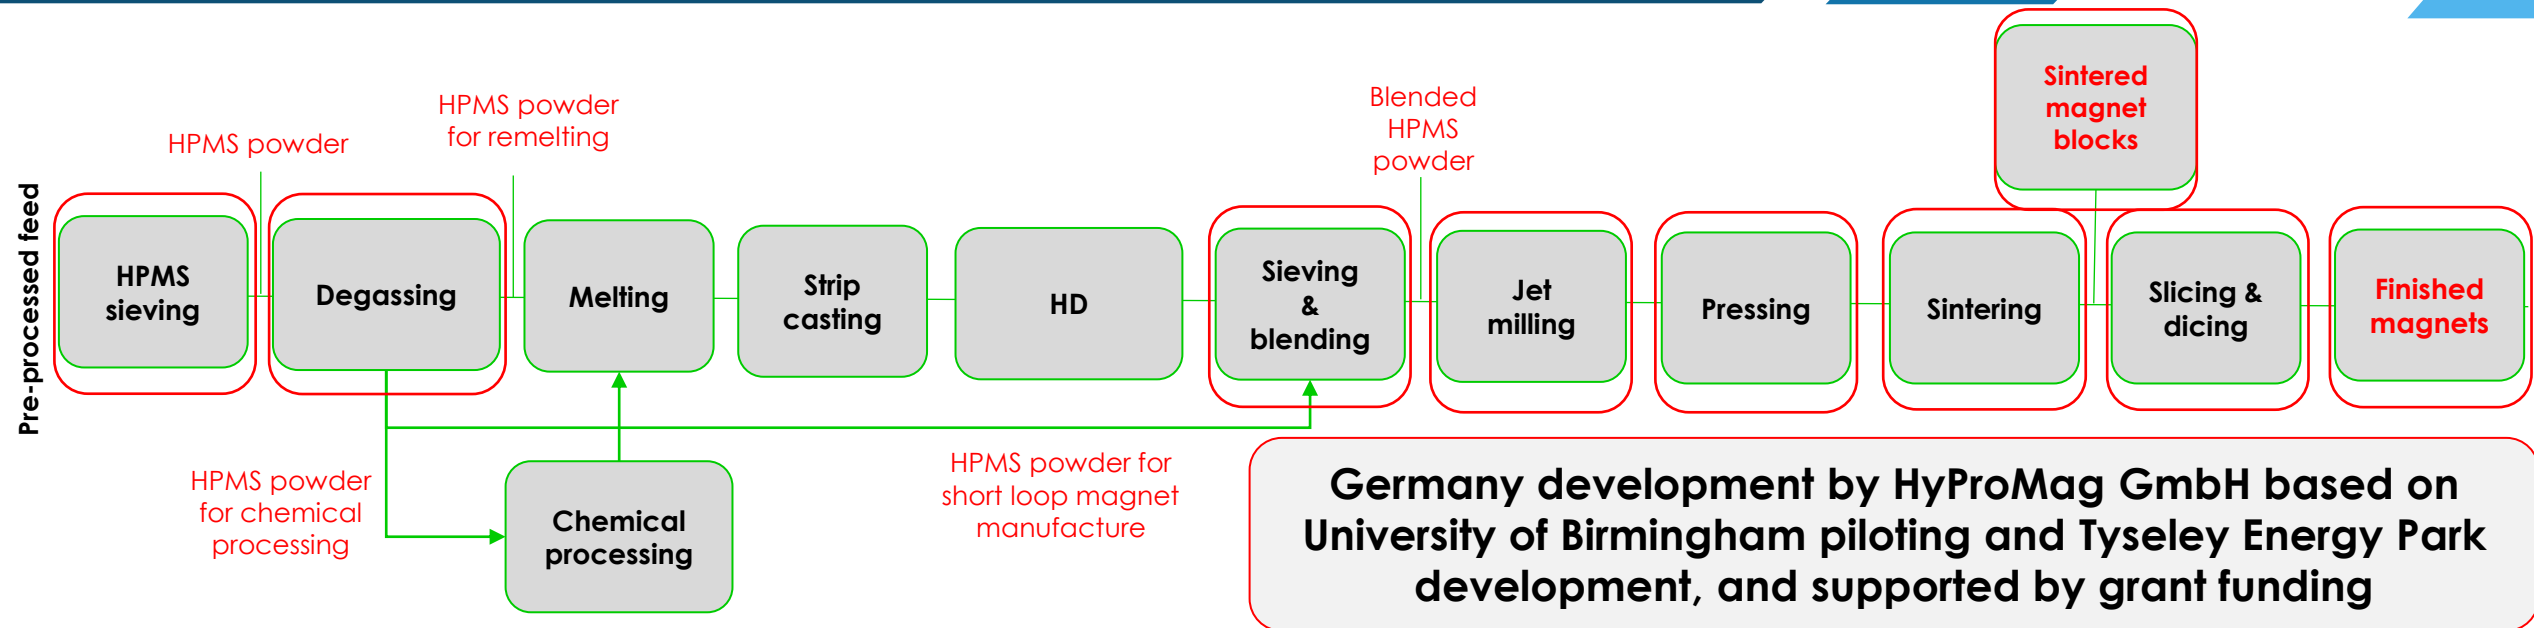 Pre-processed feed
HPMS
sieving
HPMS powder
Degassing
HPMS powder
for remelting
Melting
Strip
casting
HD
Sieving
&
blending
Blended
HPMS
powder
Jet
milling
Pressing
Sintering
Sintered
magnet
blocks
Slicing &
dicing
Finished
magnets
HPMS powder
for chemical
processing
Chemical
processing
HPMS powder for
short loop magnet
manufacture
Germany development by HyProMag GmbH based on
University of Birmingham piloting and Tyseley Energy Park
development, and supported by grant funding